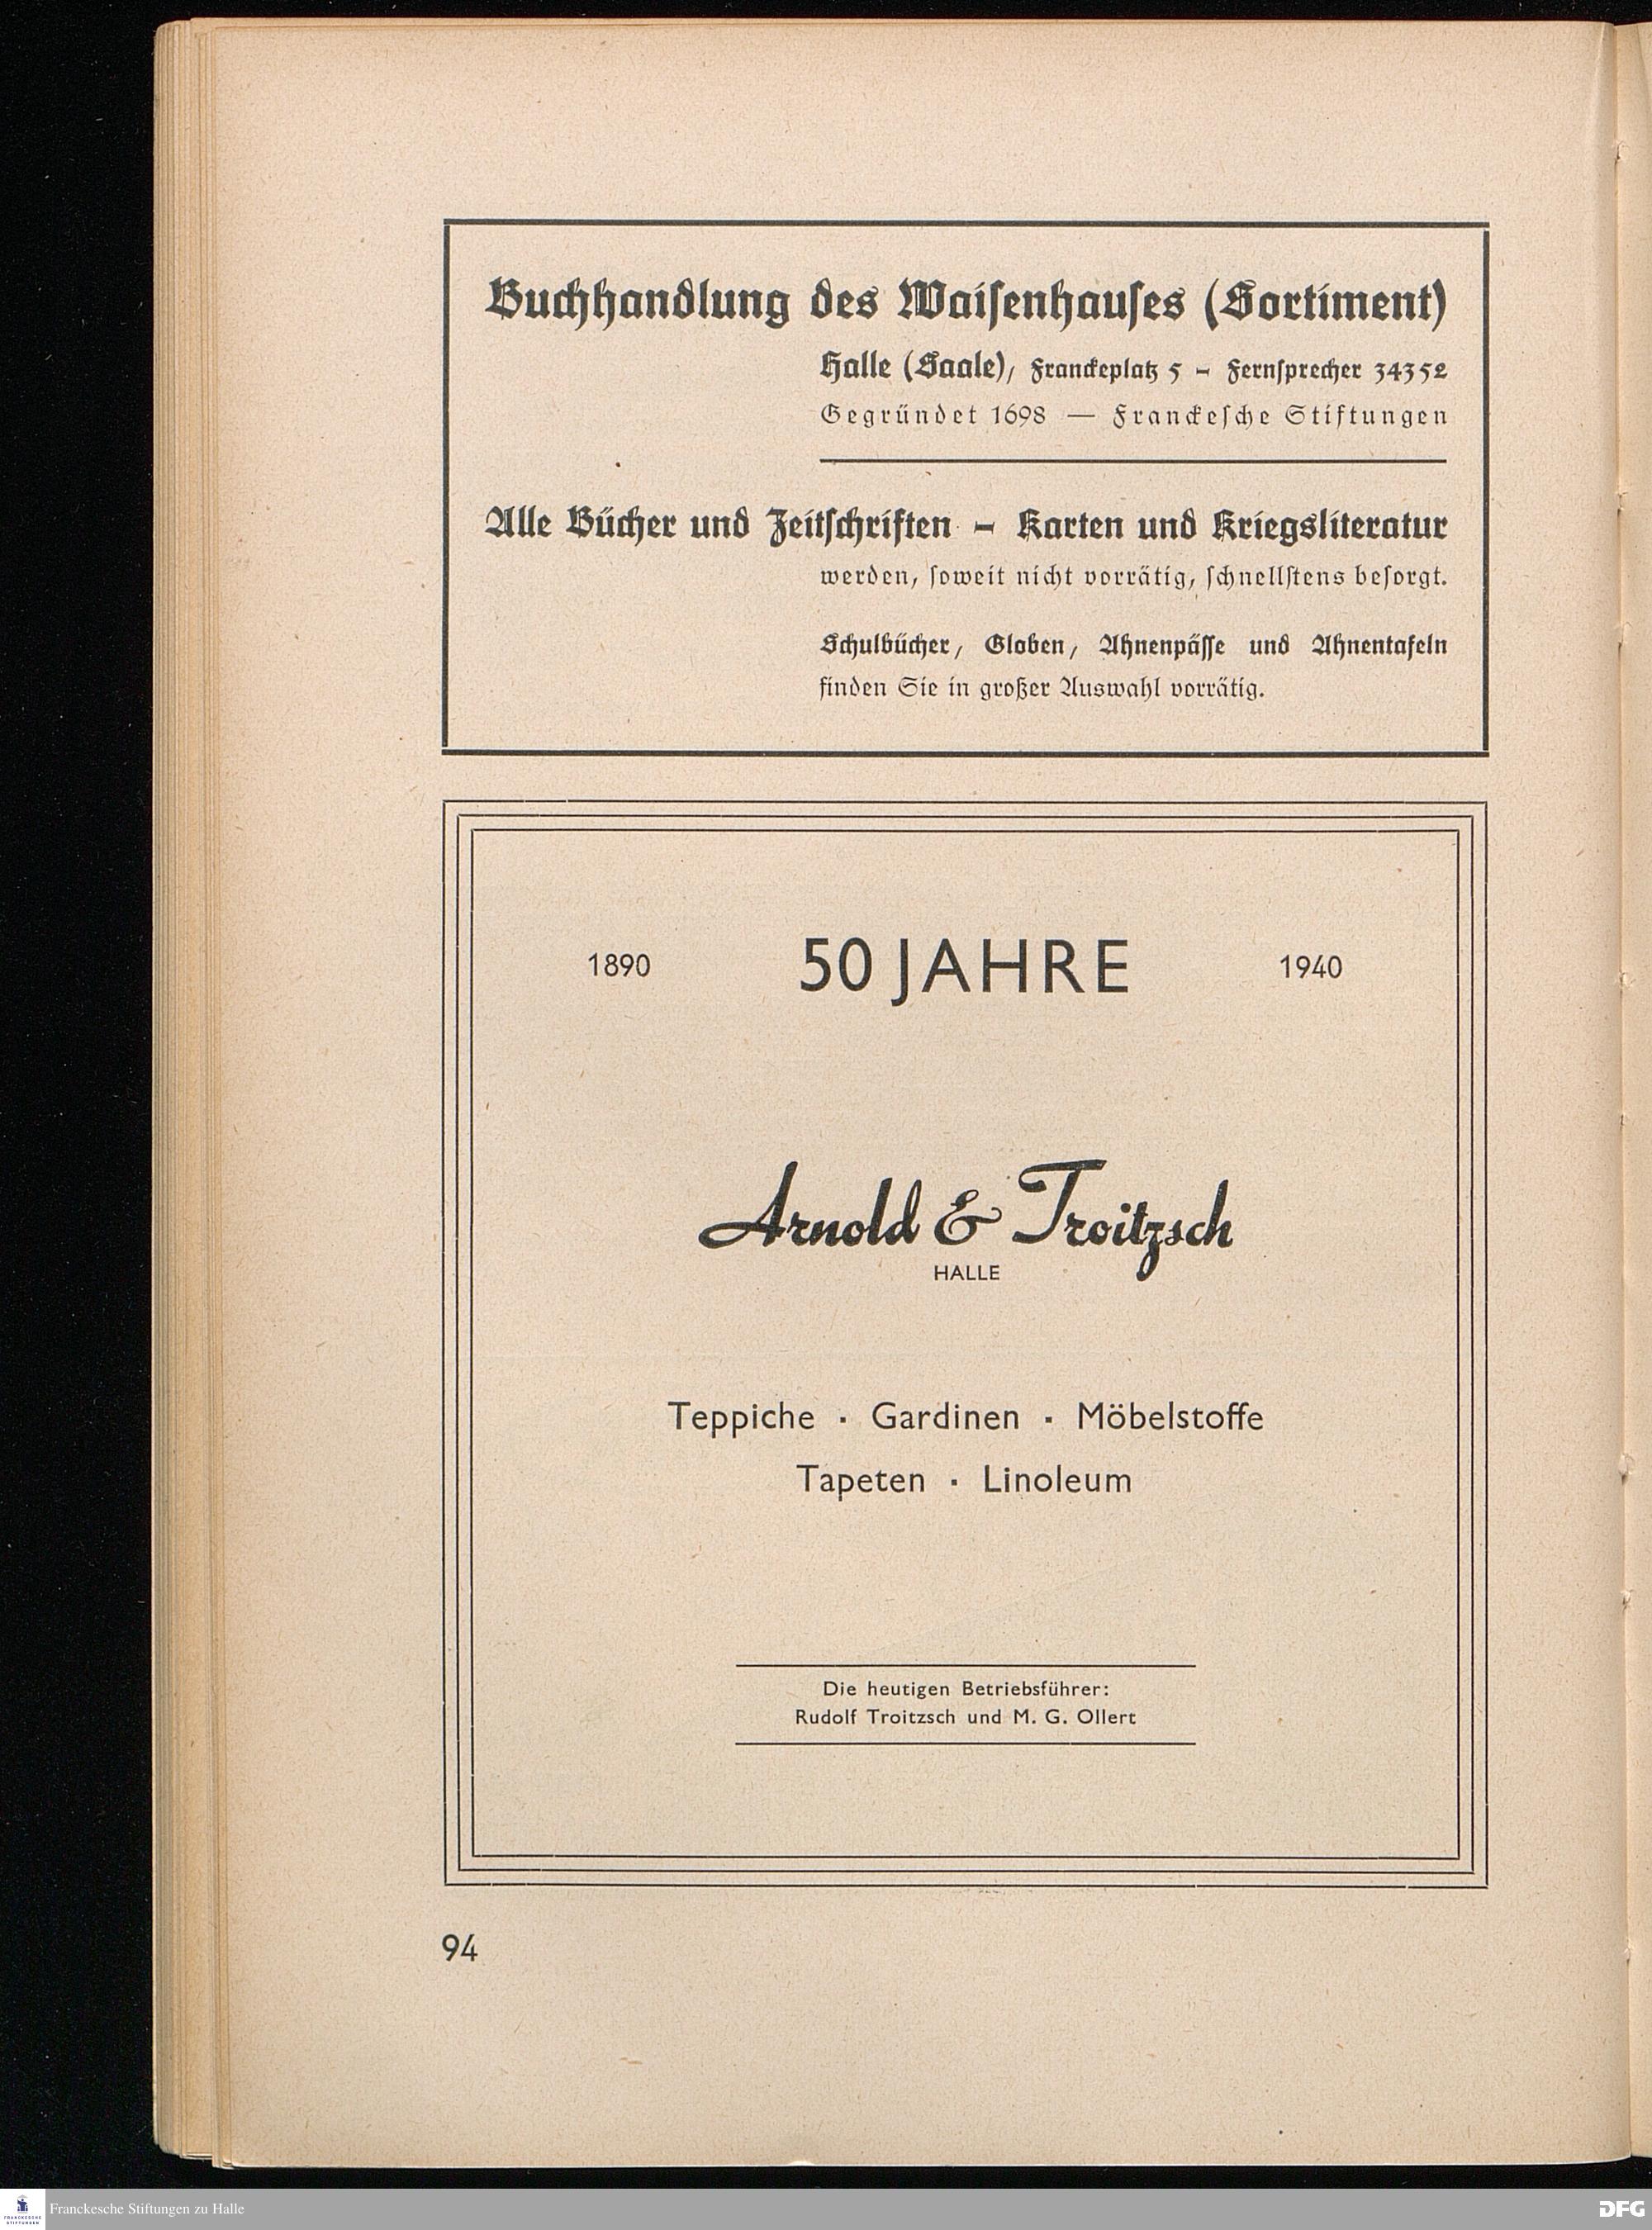 Buchhandlung des Waisenhauses (Sortiment)
Halle (Saale), Franckeplatz 5 – Fernsprecher 34352
Gegründet 1698 — Franckesche Stiftungen
Alle Bücher und Zeitschriften – Karten und Kriegsliteratur
werden, soweit nicht vorrätig, schnellstens besorgt.
Schulbücher, Globen, Ahnenpässe und Ahnentafeln
finden Sie in großer Auswahl vorrätig.
1890 50 JAHRE 1940
Arnold & Troitzsch
HALLE
Teppiche · Gardinen · Möbelstoffe
Tapeten · Linoleum
Die heutigen Betriebsführer:
Rudolf Troitzsch und M. G. Ollert
94
FRANCKESCHE
STIFTUNGEN
Franckesche Stiftungen zu Halle
DFG